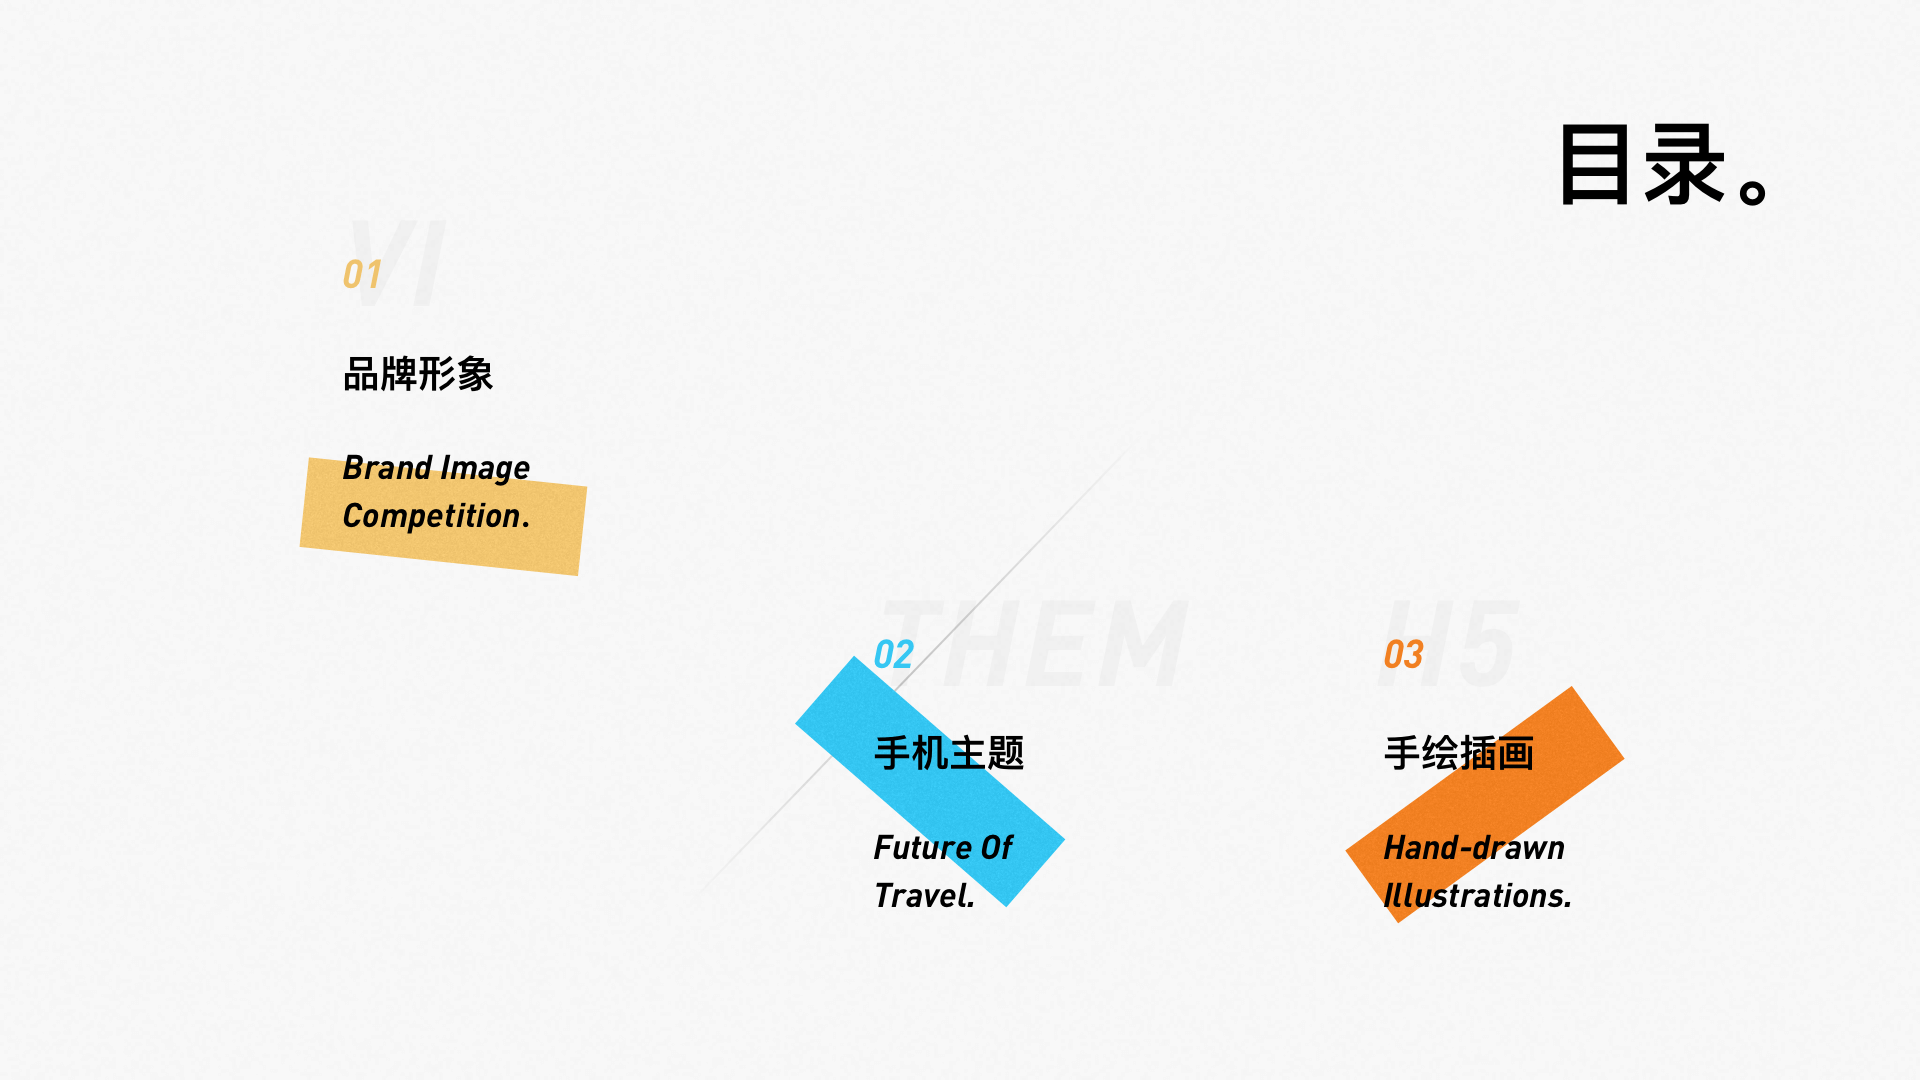 目录。
VI
01
品牌形象
Brand Image
Competition.
THEM
02
手机主题
Future Of
Travel.
H5
03
手绘插画
Hand-drawn
Illustrations.